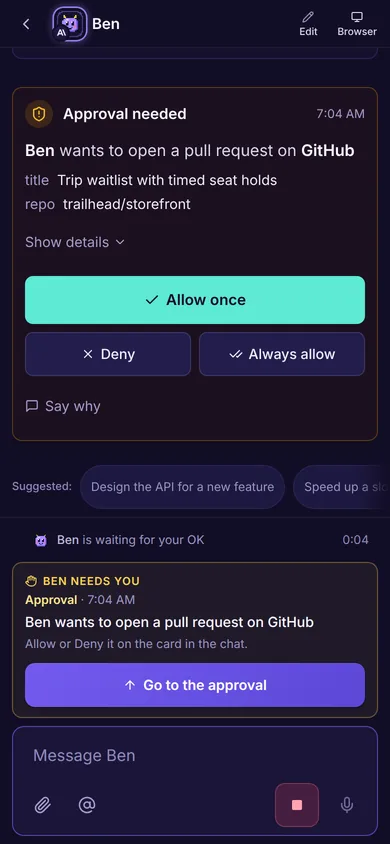 Ben
Edit
Browser
Approval needed
7:04 AM
Ben wants to open a pull request on GitHub
title Trip waitlist with timed seat holds
repo trailhead/storefront
Show details
Allow once
Deny
Always allow
Say why
Suggested:
Design the API for a new feature
Speed up a
Ben is waiting for your OK
0:04
BEN NEEDS YOU
Approval · 7:04 AM
Ben wants to open a pull request on GitHub
Allow or Deny it on the card in the chat.
Go to the approval
Message Ben